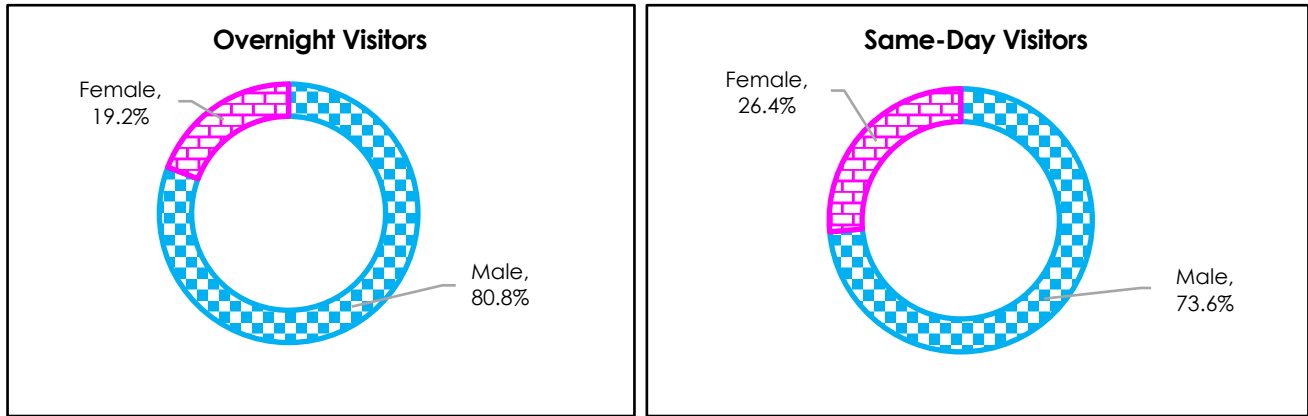 Overnight Visitors
Female,
19.2%
Male,
80.8%
Same-Day Visitors
Female,
26.4%
Male,
73.6%